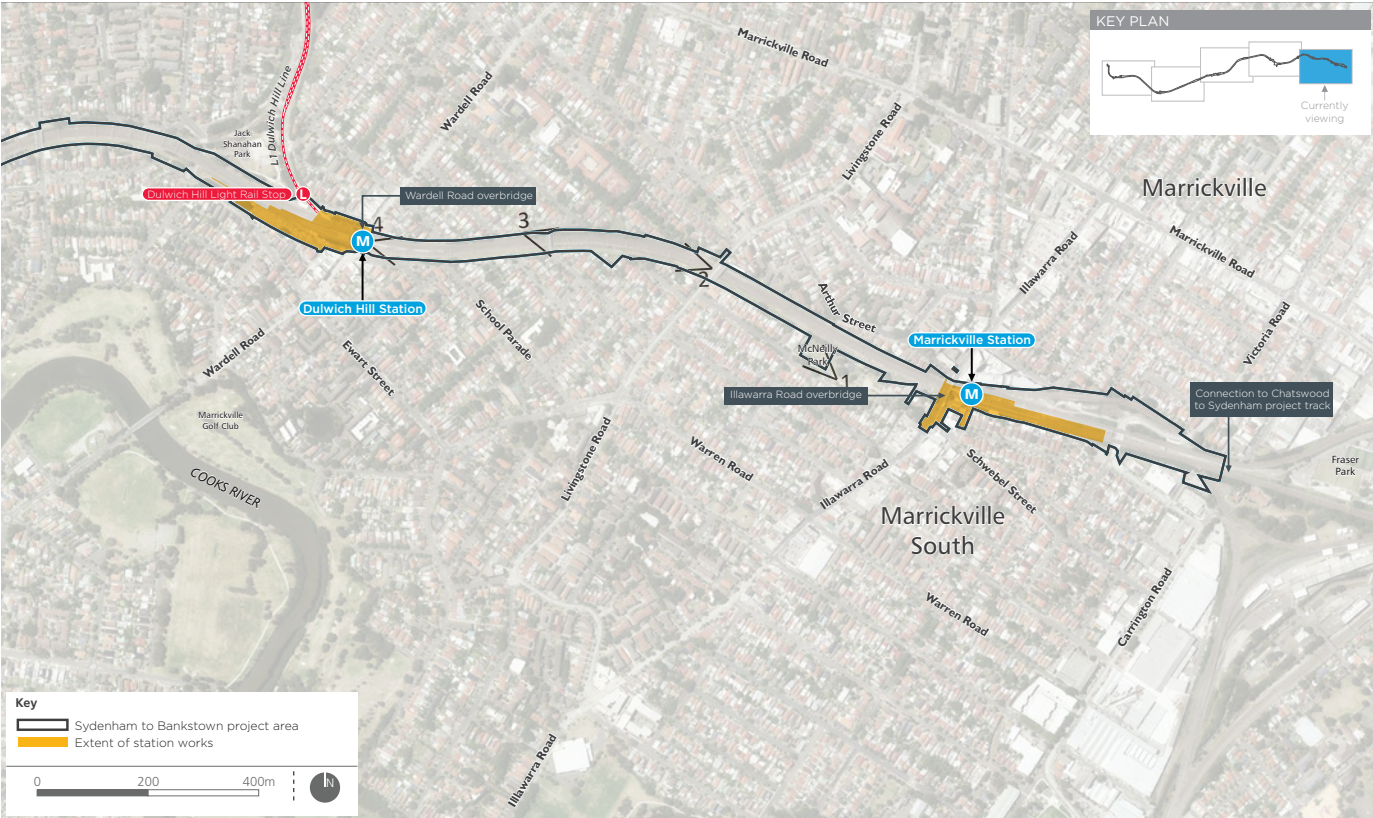 KEY PLAN
Currently
viewing
Marrickville Road
Wardell Road
L1 Dulwich Hill Line
Jack
Shanahan
Park
Livingstone Road
Dulwich Hill Light Rail Stop
L
Wardell Road overbridge
Marrickville
4
3
M
2
Marrickville Road
Illawarra Road
Dulwich Hill Station
School Parade
Arthur Street
Victoria Road
Wardell Road
Ewart Street
McNeilly
Park
1
Marrickville Station
Illawarra Road overbridge
M
Connection to Chatswood
to Sydenham project track
Marrickville
Golf Club
COOKS RIVER
Livingstone Road
Warren Road
Illawarra Road
Schwebel Street
Fraser
Park
Marrickville
South
Warren Road
Carrington Road
Illawarra Road
Key
Sydenham to Bankstown project area
Extent of station works
0 200 400m
N